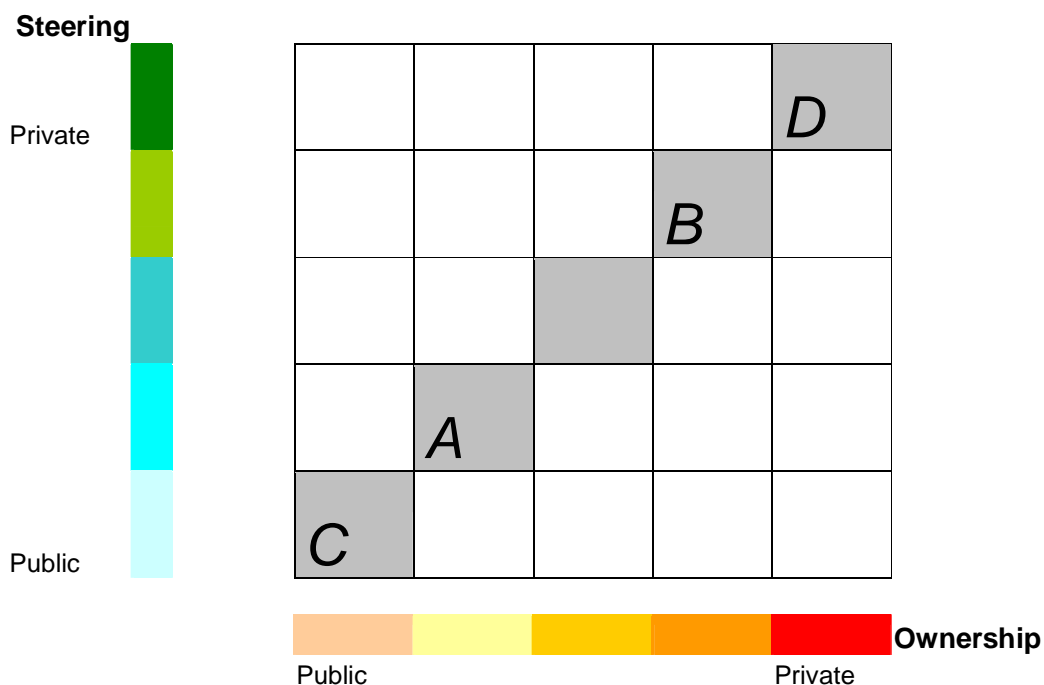 Steering
Private
D
B
A
C
Public
Ownership
Public
Private